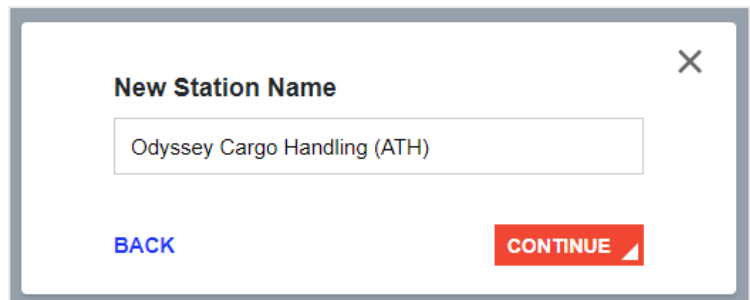 New Station Name
Odyssey Cargo Handling (ATH)
BACK
CONTINUE